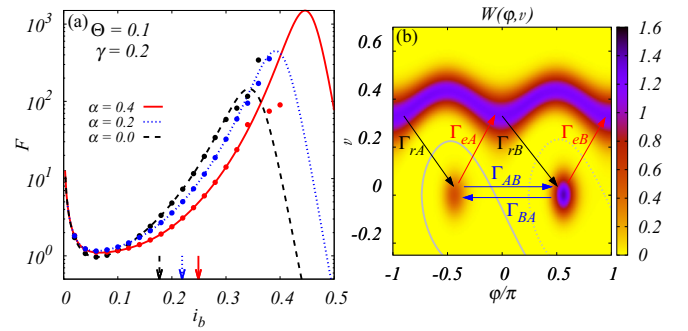 (a)
Θ = 0.1
γ = 0.2
α = 0.4
α = 0.2
α = 0.0
F
10³
10²
10¹
10⁰
0 0.1 0.2 0.3 0.4 0.5
i_b
W(φ,v)
(b)
v
0.6
0.4
0.2
0
-0.2
Γ_rA
Γ_eA
Γ_rB
Γ_eB
Γ_AB
Γ_BA
-1 -0.5 0 0.5 1
φ/π
1.6
1.4
1.2
1
0.8
0.6
0.4
0.2
0